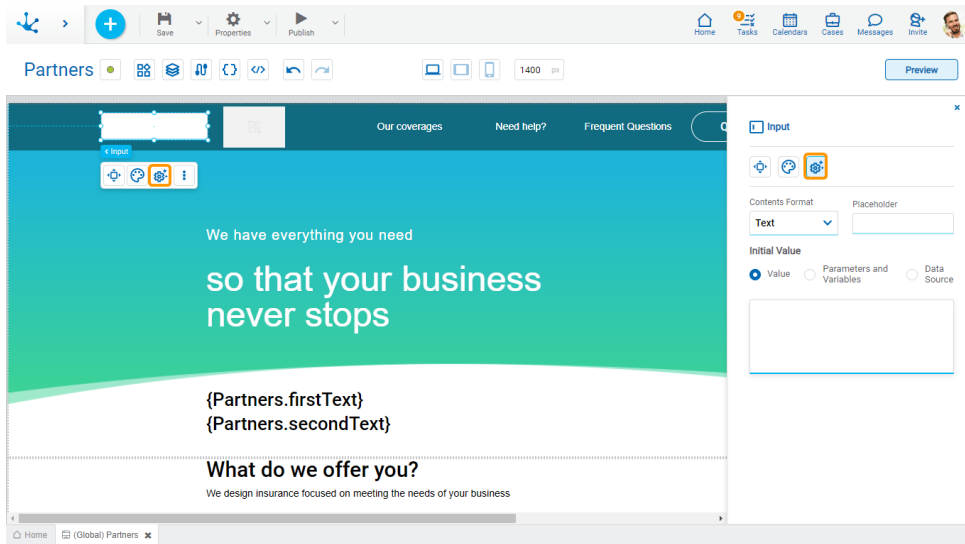 Save
Properties
Publish
Home
9
Tasks
Calendars
Cases
Messages
Invite
Partners
1400 px
Preview
Our coverages
Need help?
Frequent Questions
Input
Input
Contents Format
Placeholder
Text
Initial Value
Value
Parameters and
Variables
Data
Source
We have everything you need
so that your business
never stops
{Partners.firstText}
{Partners.secondText}
What do we offer you?
We design insurance focused on meeting the needs of your business
Home
(Global) Partners